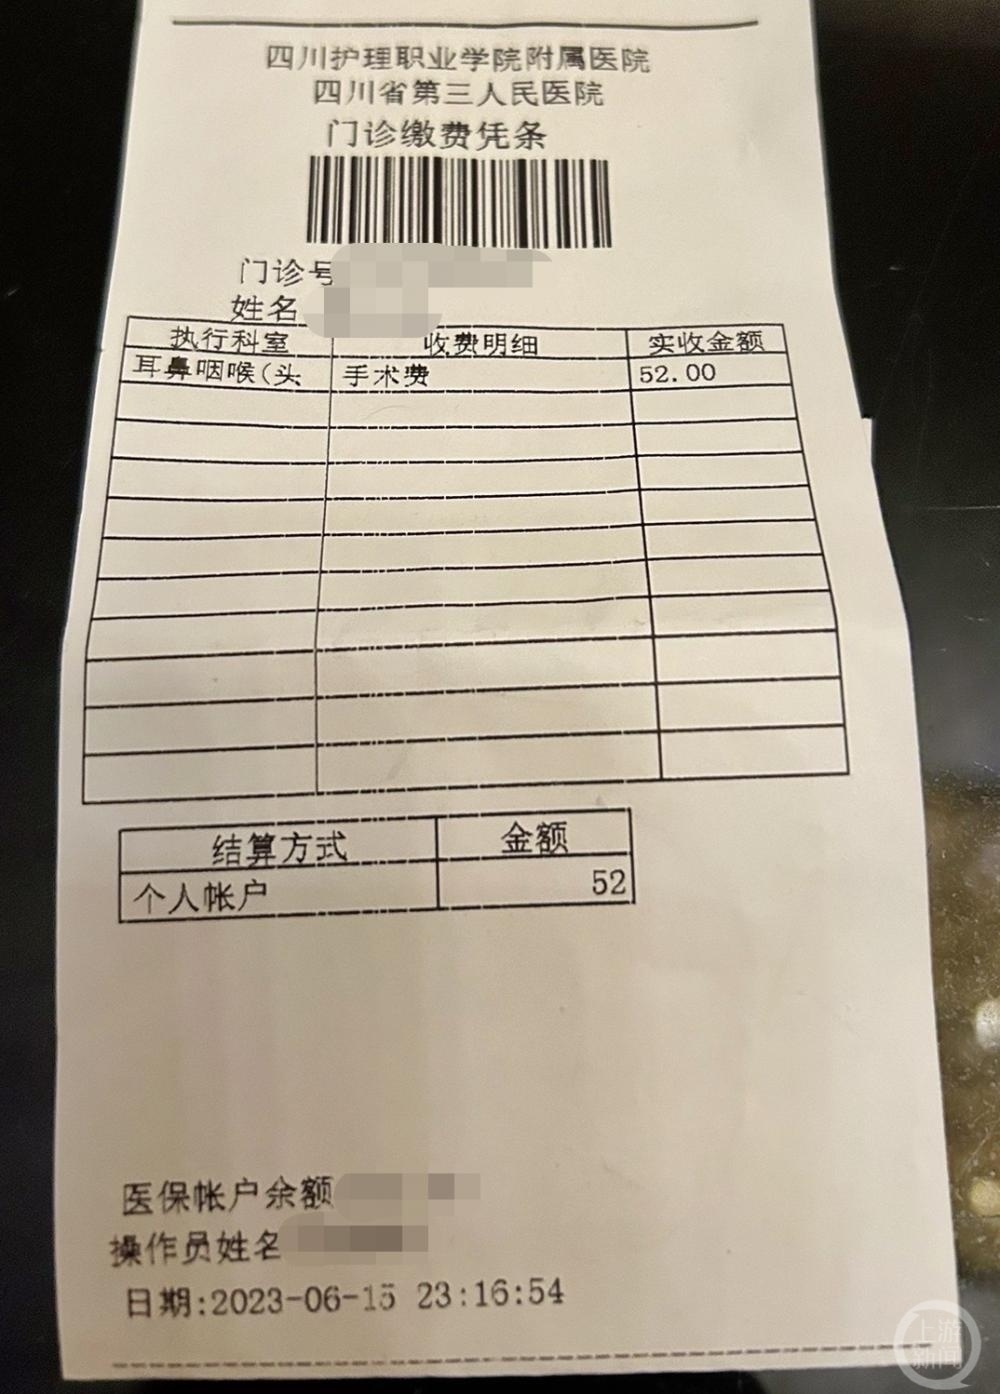 四川护理职业学院附属医院
四川省第三人民医院
门诊缴费凭条
门诊号
姓名
执行科室 收费明细 实收金额
耳鼻咽喉(头 手术费 52.00
结算方式 金额
个人帐户 52
医保帐户余额
操作员姓名
日期:2023-06-15 23:16:54
上游新闻